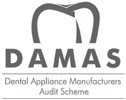 DAMAS
Dental Appliance Manufacturers
Audit Scheme